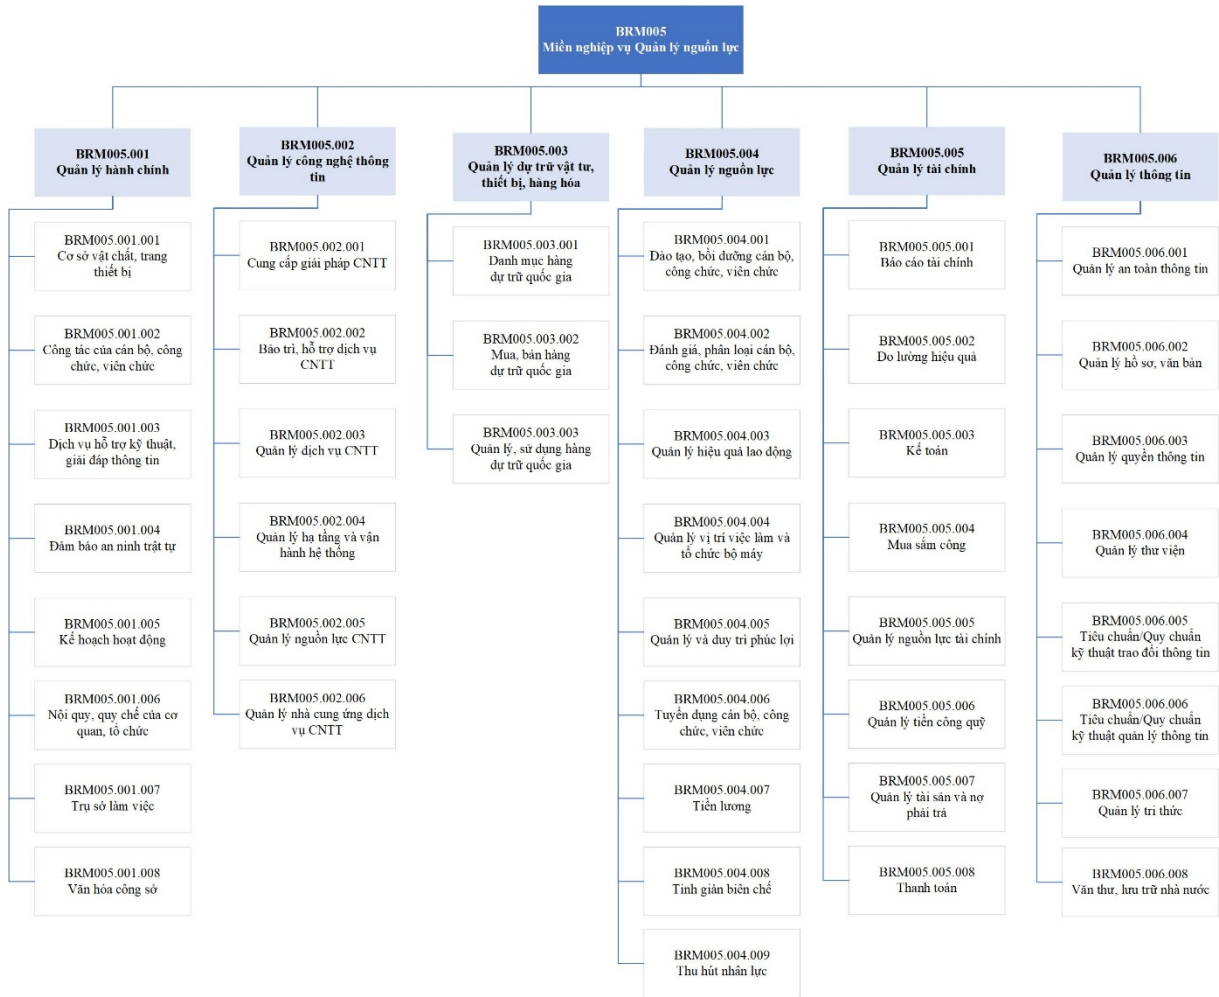 BRM005
Miền nghiệp vụ Quản lý nguồn lực
BRM005.001
Quản lý hành chính
BRM005.001.001
Cơ sở vật chất, trang
thiết bị
BRM005.001.002
Công tác của cán bộ, công
chức, viên chức
BRM005.001.003
Dịch vụ hỗ trợ kỹ thuật,
giải đáp thông tin
BRM005.001.004
Đảm bảo an ninh trật tự
BRM005.001.005
Kế hoạch hoạt động
BRM005.001.006
Nội quy, quy chế của cơ
quan, tổ chức
BRM005.001.007
Trụ sở làm việc
BRM005.001.008
Văn hóa công sở
BRM005.002
Quản lý công nghệ thông
tin
BRM005.002.001
Cung cấp giải pháp CNTT
BRM005.002.002
Bảo trì, hỗ trợ dịch vụ
CNTT
BRM005.002.003
Quản lý dịch vụ CNTT
BRM005.002.004
Quản lý hạ tầng và vận
hành hệ thống
BRM005.002.005
Quản lý nguồn lực CNTT
BRM005.002.006
Quản lý nhà cung ứng dịch
vụ CNTT
BRM005.003
Quản lý dự trữ vật tư,
thiết bị, hàng hóa
BRM005.003.001
Danh mục hàng
dự trữ quốc gia
BRM005.003.002
Mua, bán hàng
dự trữ quốc gia
BRM005.003.003
Quản lý, sử dụng hàng
dự trữ quốc gia
BRM005.004
Quản lý nguồn lực
BRM005.004.001
Đào tạo, bồi dưỡng cán bộ,
công chức, viên chức
BRM005.004.002
Đánh giá, phân loại cán bộ,
công chức, viên chức
BRM005.004.003
Quản lý hiệu quả lao động
BRM005.004.004
Quản lý vị trí việc làm và
tổ chức bộ máy
BRM005.004.005
Quản lý và duy trì phúc lợi
BRM005.004.006
Tuyển dụng cán bộ, công
chức, viên chức
BRM005.004.007
Tiền lương
BRM005.004.008
Tinh giản biên chế
BRM005.004.009
Thu hút nhân lực
BRM005.005
Quản lý tài chính
BRM005.005.001
Báo cáo tài chính
BRM005.005.002
Đo lường hiệu quả
BRM005.005.003
Kế toán
BRM005.005.004
Mua sắm công
BRM005.005.005
Quản lý nguồn lực tài chính
BRM005.005.006
Quản lý tiền công quỹ
BRM005.005.007
Quản lý tài sản và nợ
phải trả
BRM005.005.008
Thanh toán
BRM005.006
Quản lý thông tin
BRM005.006.001
Quản lý an toàn thông tin
BRM005.006.002
Quản lý hồ sơ, văn bản
BRM005.006.003
Quản lý quyền thông tin
BRM005.006.004
Quản lý thư viện
BRM005.006.005
Tiêu chuẩn/Quy chuẩn
kỹ thuật trao đổi thông tin
BRM005.006.006
Tiêu chuẩn/Quy chuẩn
kỹ thuật quản lý thông tin
BRM005.006.007
Quản lý tri thức
BRM005.006.008
Văn thư, lưu trữ nhà nước